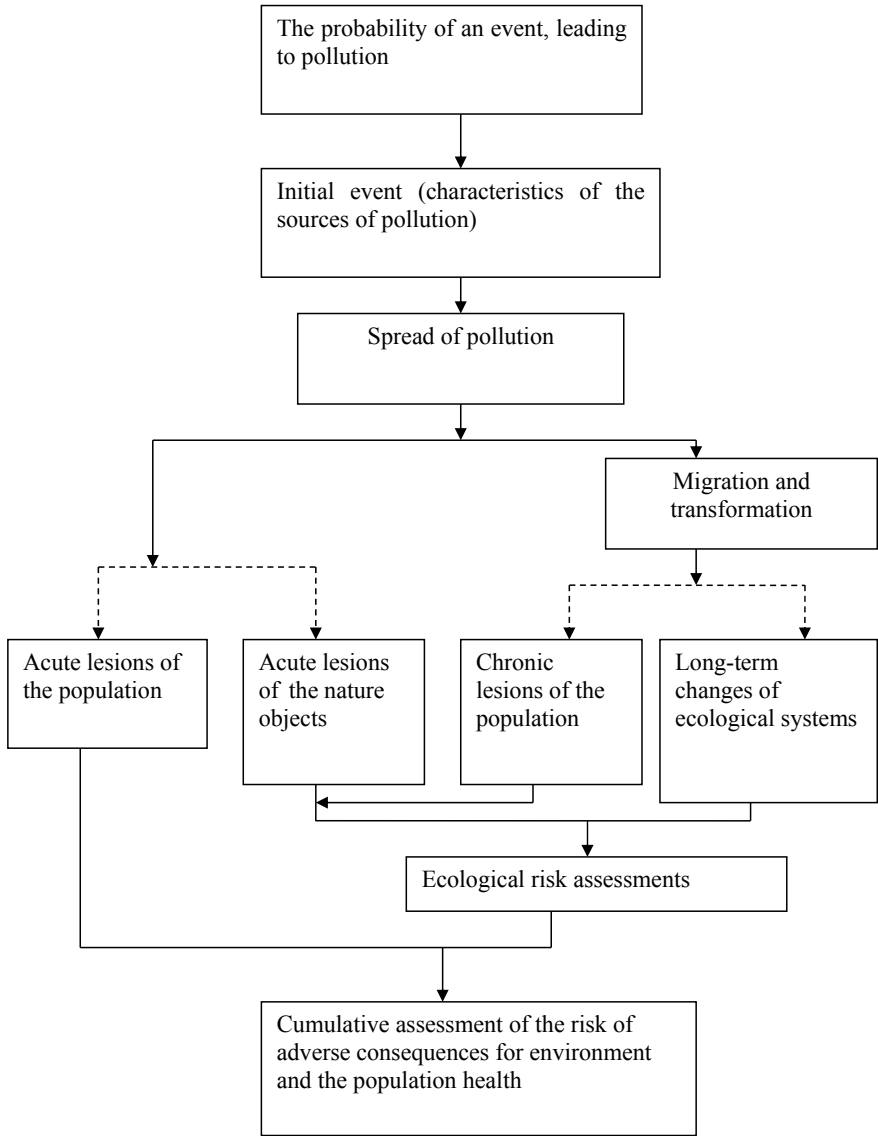 The probability of an event, leading
to pollution
Initial event (characteristics of the
sources of pollution)
Spread of pollution
Migration and
transformation
Acute lesions of
the population
Acute lesions
of the nature
objects
Chronic
lesions of the
population
Long-term
changes of
ecological systems
Ecological risk assessments
Cumulative assessment of the risk of
adverse consequences for environment
and the population health